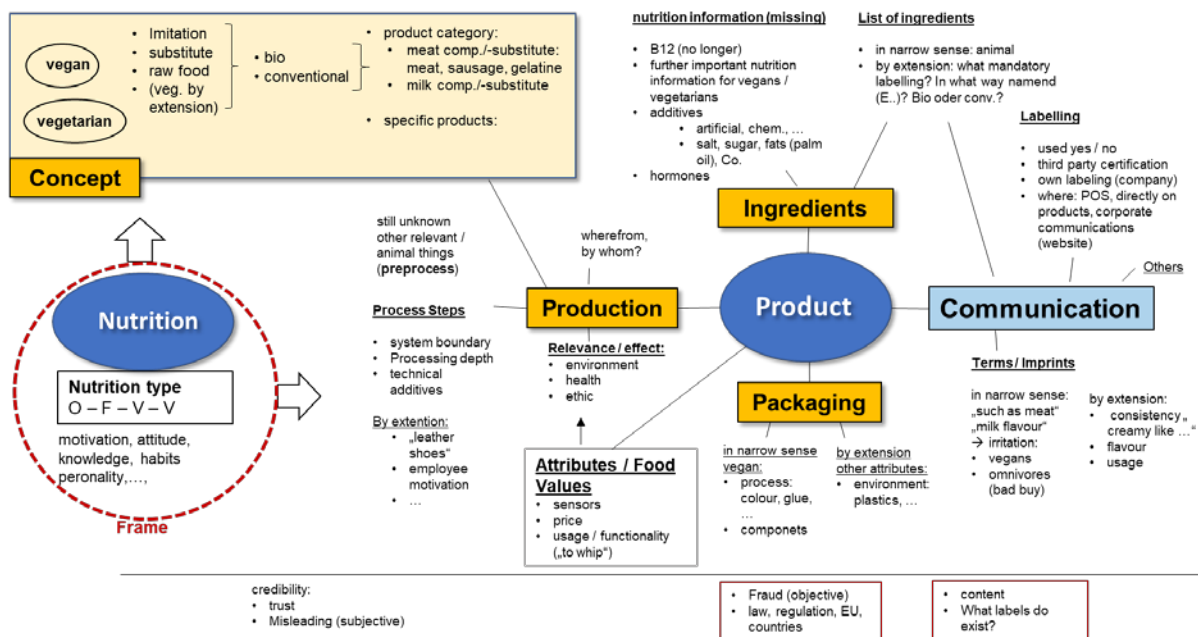 vegan
vegetarian
• Imitation
• substitute
• raw food
• (veg. by
extension)
• bio
• conventional
• product category:
• meat comp./-substitute:
meat, sausage, gelatine
• milk comp./-substitute
• specific products:
Concept
Nutrition
Nutrition type
O – F – V – V
motivation, attitude,
knowledge, habits
peronality,…,
Frame
still unknown
other relevant /
animal things
(preprocess)
wherefrom,
by whom?
Process Steps
• system boundary
• Processing depth
• technical
additives
By extention:
• „leather
shoes“
• employee
motivation
• …
Production
Relevance / effect:
• environment
• health
• ethic
Attributes / Food
Values
• sensors
• price
• usage / functionality
(„to whip“)
nutrition information (missing)
• B12 (no longer)
• further important nutrition
information for vegans /
vegetarians
• additives
• artificial, chem., …
• salt, sugar, fats (palm
oil), Co.
• hormones
List of ingredients
• in narrow sense: animal
• by extension: what mandatory
labelling? In what way namend
(E..)? Bio oder conv.?
Ingredients
Product
Packaging
in narrow sense
vegan:
• process:
colour, glue,
…
• componets
by extension
other attributes:
• environment:
plastics, …
Labelling
• used yes / no
• third party certification
• own labeling (company)
• where: POS, directly on
products, corporate
communications
(website)
Others
Communication
Terms / Imprints
in narrow sense:
„such as meat“
„milk flavour“
→ irritation:
• vegans
• omnivores
(bad buy)
by extension:
• consistency „
creamy like …“
• flavour
• usage
credibility:
• trust
• Misleading (subjective)
• Fraud (objective)
• law, regulation, EU,
countries
• content
• What labels do
exist?